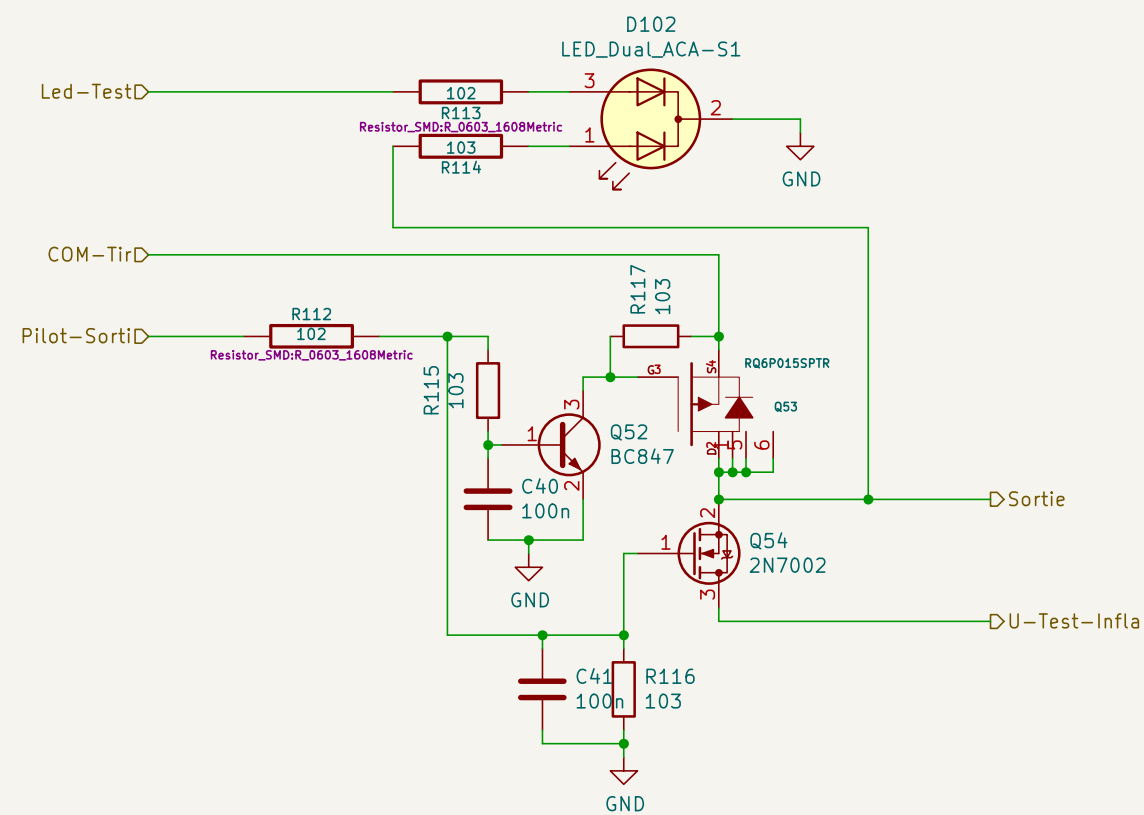 D102
LED_Dual_ACA-S1
Led-Test
102
R113
3
2
Resistor_SMD:R_0603_1608Metric
103
R114
1
GND
COM-Tir
R117
103
Pilot-Sorti
R112
102
Resistor_SMD:R_0603_1608Metric
R115
103
G3
S4
RQ6P015SPTR
Q53
3
1
Q52
BC847
2
D2
1
5
6
C40
100n
Sortie
2
1
Q54
2N7002
3
GND
U-Test-Infla
C41
100n
R116
103
GND